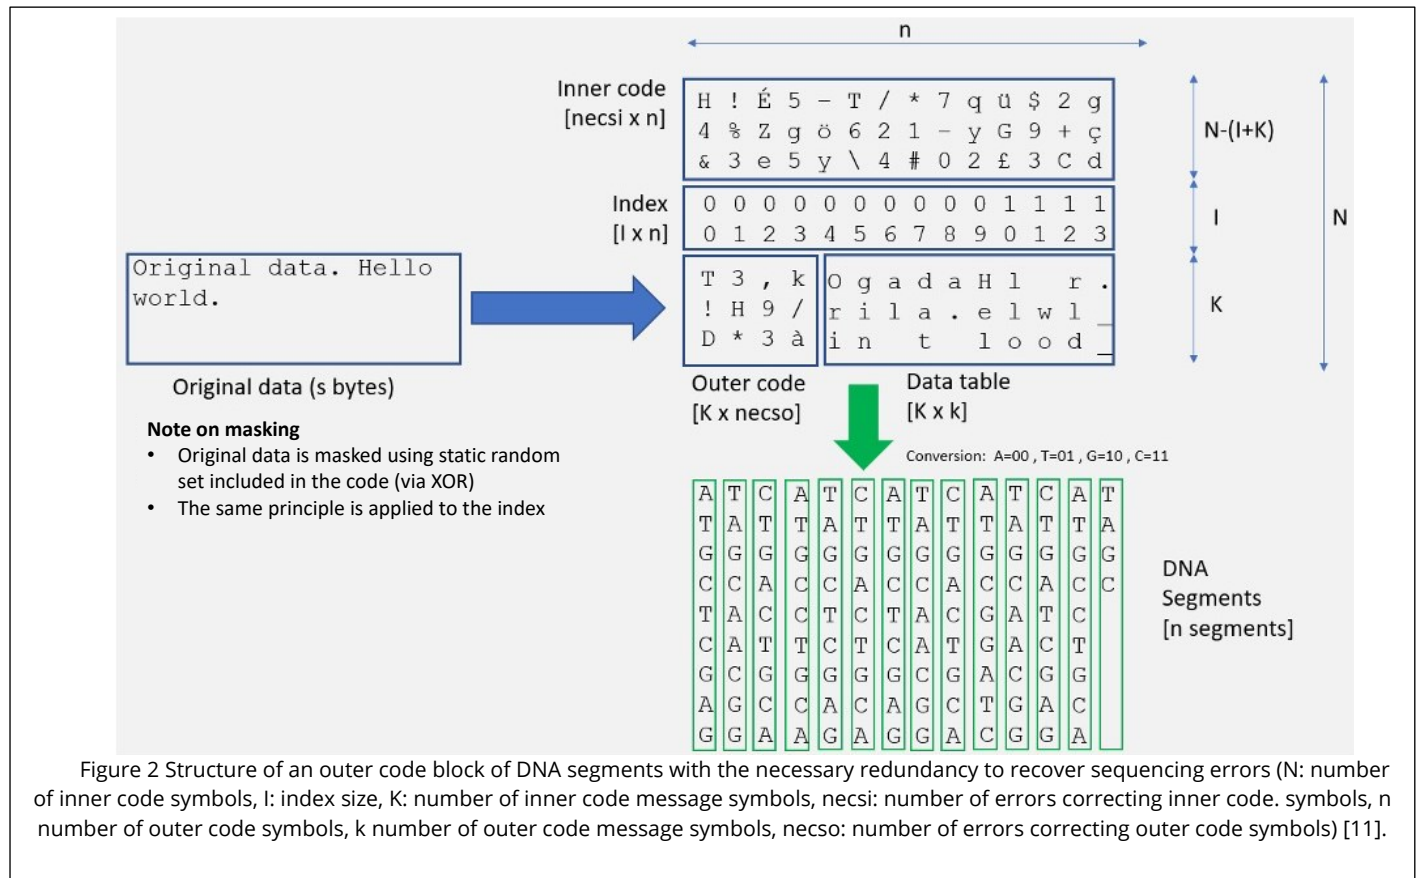 n
Inner code
[necsi x n]
H ! É 5 – T / * 7 q ü $ 2 g
4 % Z g ö 6 2 1 – y G 9 + ç
& 3 e 5 y \ 4 # 0 2 £ 3 C d
N-(I+K)
Index
[I x n]
0 0 0 0 0 0 0 0 0 0 1 1 1 1
0 1 2 3 4 5 6 7 8 9 0 1 2 3
I
N
Original data. Hello
world.
Original data (s bytes)
T 3 , k
! H 9 /
D * 3 à
O g a d a H l   r .
r i l a . e l w l _
i n   t   l o o d _
K
Outer code
[K x necso]
Data table
[K x k]
Note on masking
• Original data is masked using static random
set included in the code (via XOR)
• The same principle is applied to the index
Conversion: A=00 , T=01 , G=10 , C=11
A T C A T C A T C A T C A T
T A T T A T T A T T A T T A
G G G G G G G G G G G G G G
C C A C C A C C A C C A C C
T A C C T C T A C G A T C
C A T T C T C A T G A C T
G C G G G G G C G A C G G
A G C C A C A G C T G A C
G G A A G A G G A C G G A
DNA
Segments
[n segments]
Figure 2 Structure of an outer code block of DNA segments with the necessary redundancy to recover sequencing errors (N: number
of inner code symbols, I: index size, K: number of inner code message symbols, necsi: number of errors correcting inner code. symbols, n
number of outer code symbols, k number of outer code message symbols, necso: number of errors correcting outer code symbols) [11].